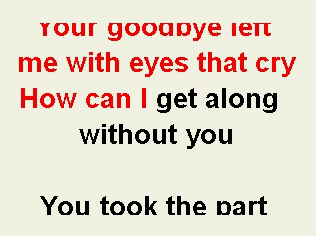 Your goodbye left
me with eyes that cry
How can I get along
without you
You took the part